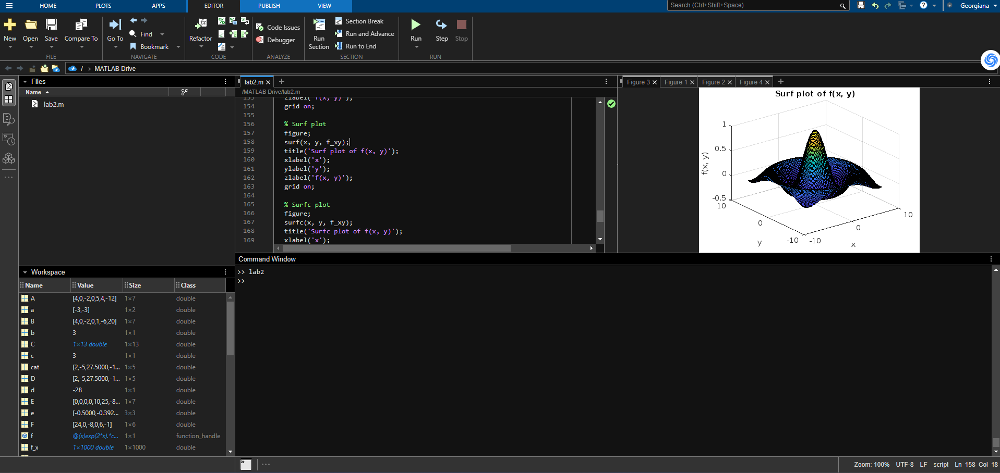 HOME PLOTS APPS EDITOR PUBLISH VIEW Search (Ctrl+Shift+Space) Georgiana
New Open Save Compare To
FILE
Go To Find Bookmark
NAVIGATE
Refactor
CODE
Code Issues
Debugger
ANALYZE
Run Section
Section Break
Run and Advance
Run to End
SECTION
Run Step Stop
RUN
/ › MATLAB Drive
Files
Name
lab2.m
Workspace
Name Value Size Class
A [4,0,-2,0,5,4,-12] 1×7 double
a [-3,-3] 1×2 double
B [4,0,-2,0,1,-6,20] 1×7 double
b 3 1×1 double
C 1×13 double 1×13 double
c 3 1×1 double
cat [2,-5,27.5000,-1... 1×5 double
D [2,-5,27.5000,-1... 1×5 double
d -28 1×1 double
E [0,0,0,0,10,25,-8... 1×7 double
e [-0.5000,-0.392... 3×3 double
F [24,0,-8,0,6,-1] 1×6 double
f @(x)exp(2*x).*c... 1×1 function_handle
f_x 1×1000 double 1×1000 double
lab2.m
/MATLAB Drive/lab2.m
153 zlabel('f(x, y)');
154 grid on;
155
156 % Surf plot
157 figure;
158 surf(x, y, f_xy);
159 title('Surf plot of f(x, y)');
160 xlabel('x');
161 ylabel('y');
162 zlabel('f(x, y)');
163 grid on;
164
165 % Surfc plot
166 figure;
167 surfc(x, y, f_xy);
168 title('Surfc plot of f(x, y)');
169 xlabel('x');
Figure 3 Figure 1 Figure 2 Figure 4
Surf plot of f(x, y)
1
0.5
0
-0.5
f(x, y)
10
0
-10
y
-10
0
10
x
Command Window
>> lab2
>>
Zoom: 100% UTF-8 LF script Ln 158 Col 18